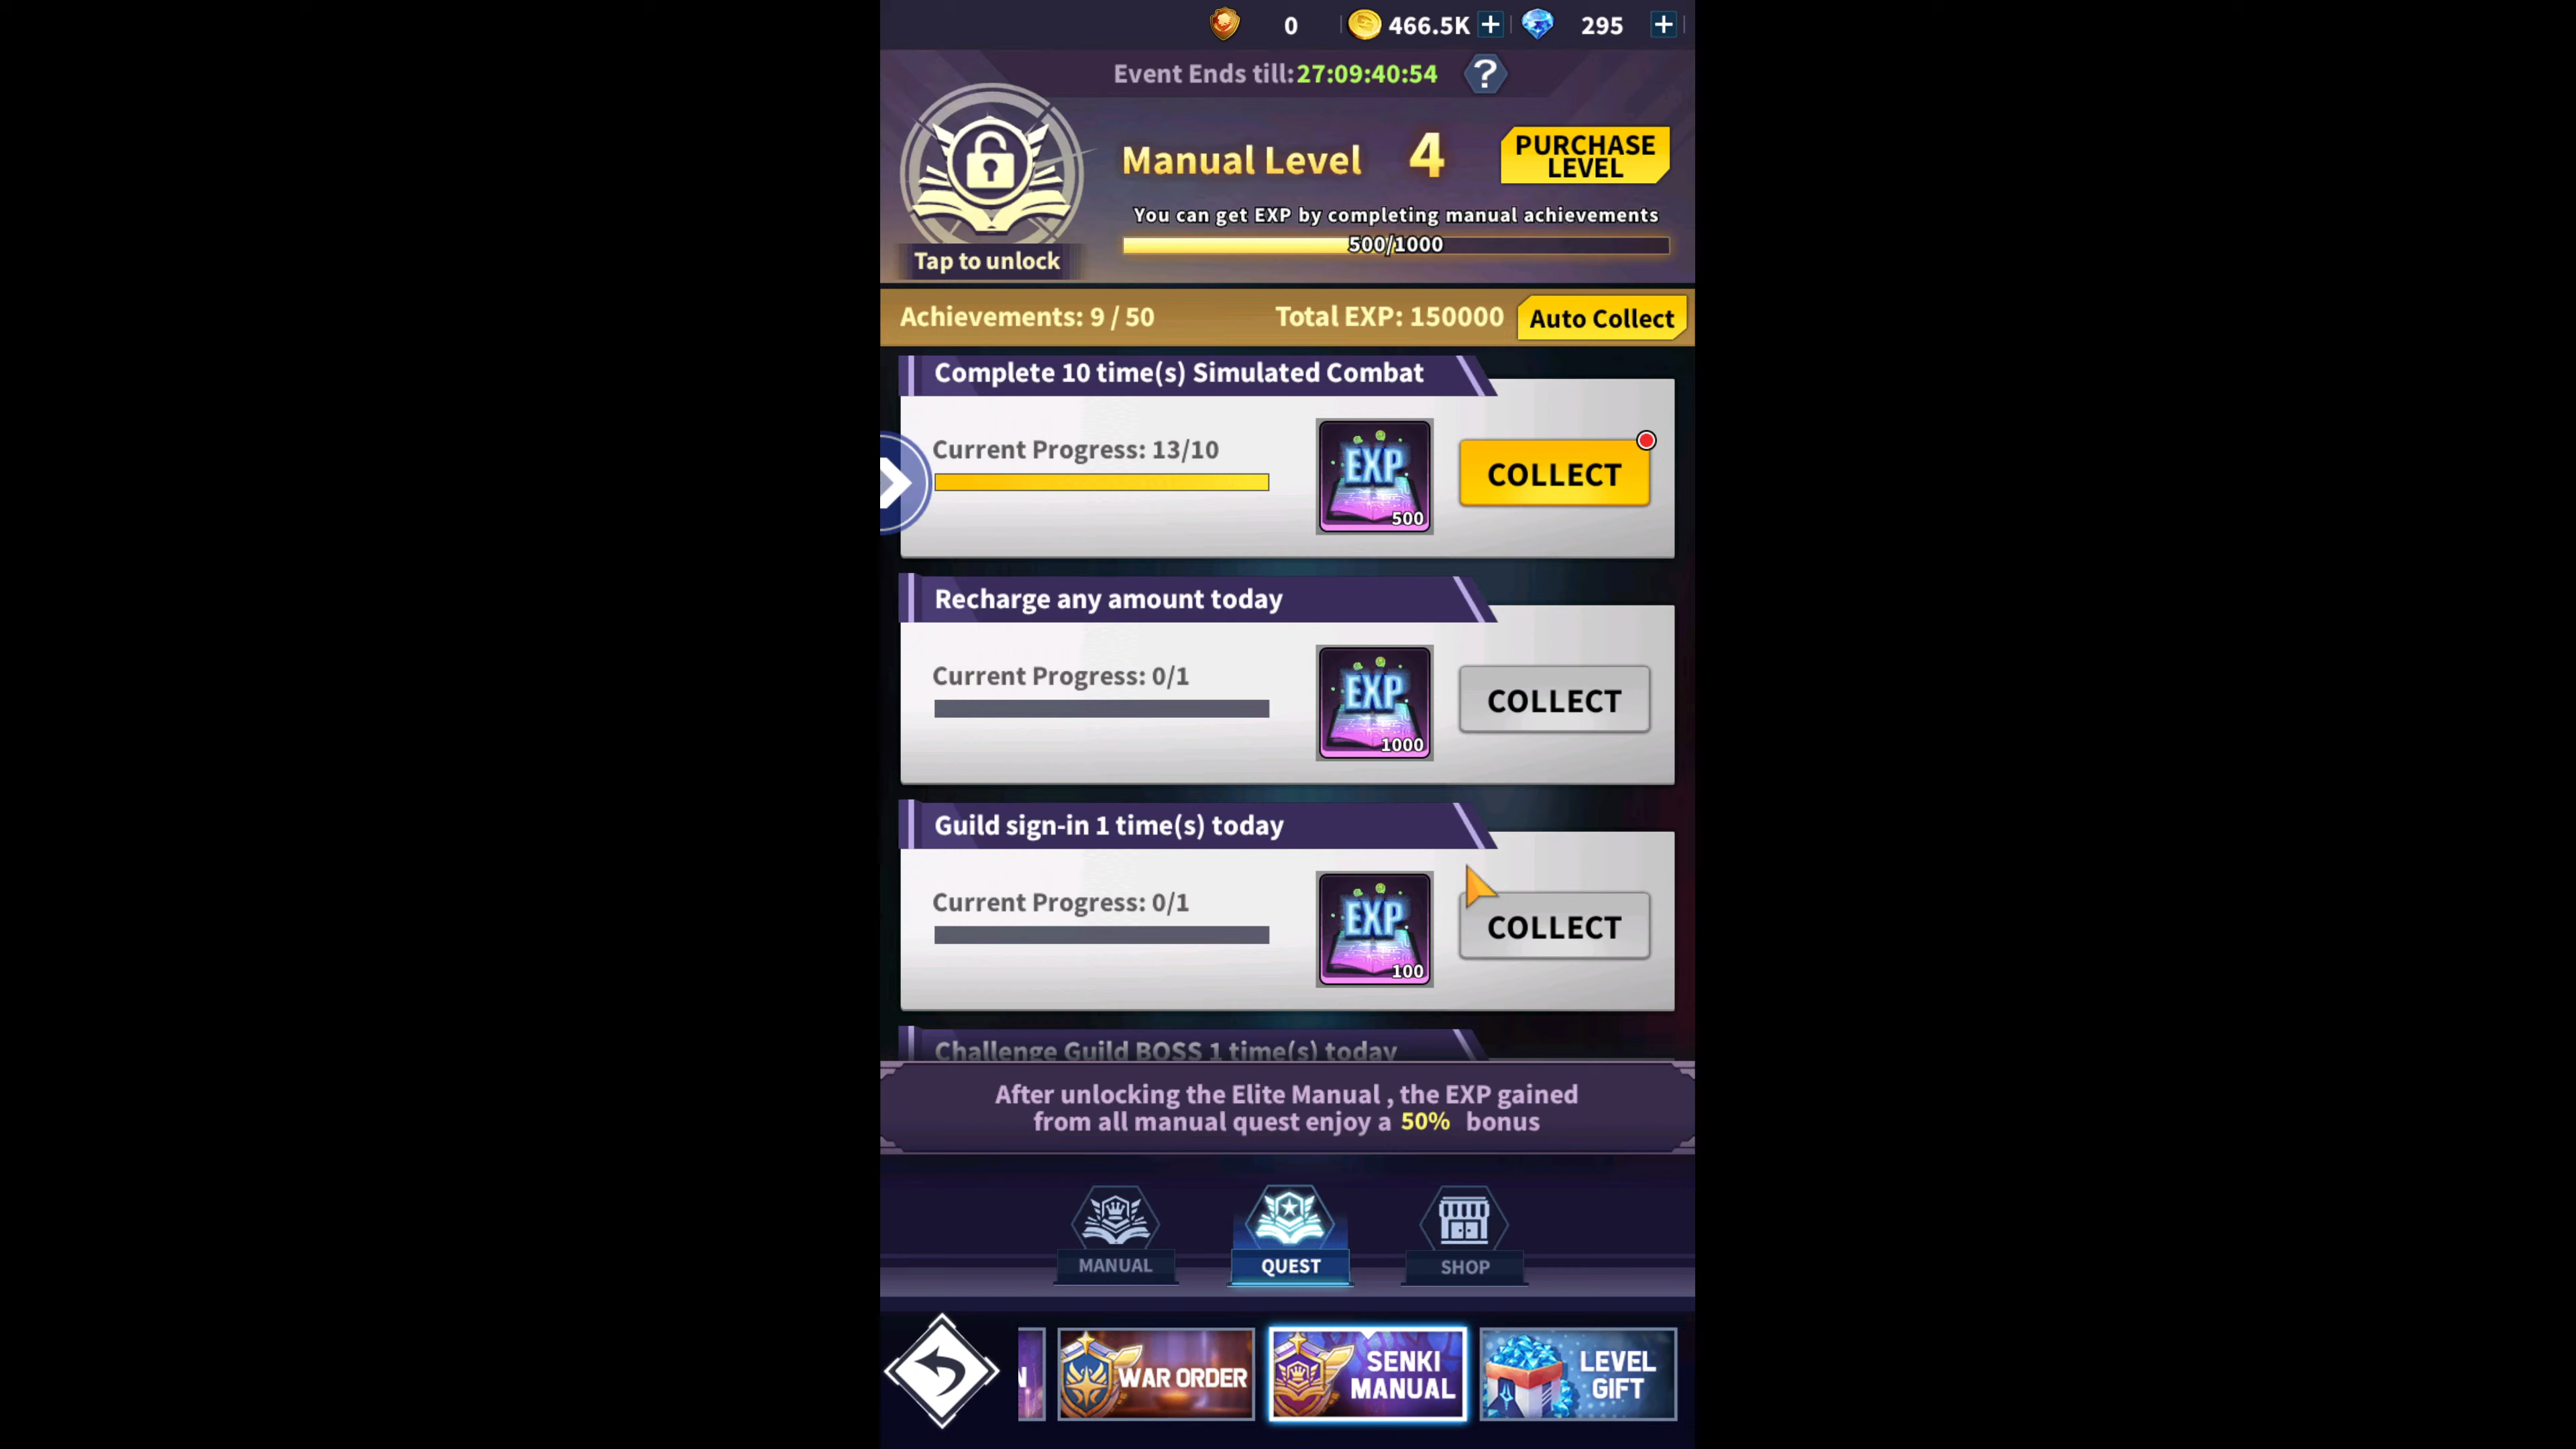 0
466.5K
295
Event Ends till:27:09:40:54
?
Manual Level 4
PURCHASE
LEVEL
You can get EXP by completing manual achievements
500/1000
Tap to unlock
Achievements: 9 / 50
Total EXP: 150000
Auto Collect
Complete 10 time(s) Simulated Combat
Current Progress: 13/10
EXP
500
COLLECT
Recharge any amount today
Current Progress: 0/1
EXP
1000
COLLECT
Guild sign-in 1 time(s) today
Current Progress: 0/1
EXP
100
COLLECT
Challenge Guild BOSS 1 time(s) today
After unlocking the Elite Manual , the EXP gained
from all manual quest enjoy a 50% bonus
MANUAL
QUEST
SHOP
WAR ORDER
SENKI
MANUAL
LEVEL
GIFT